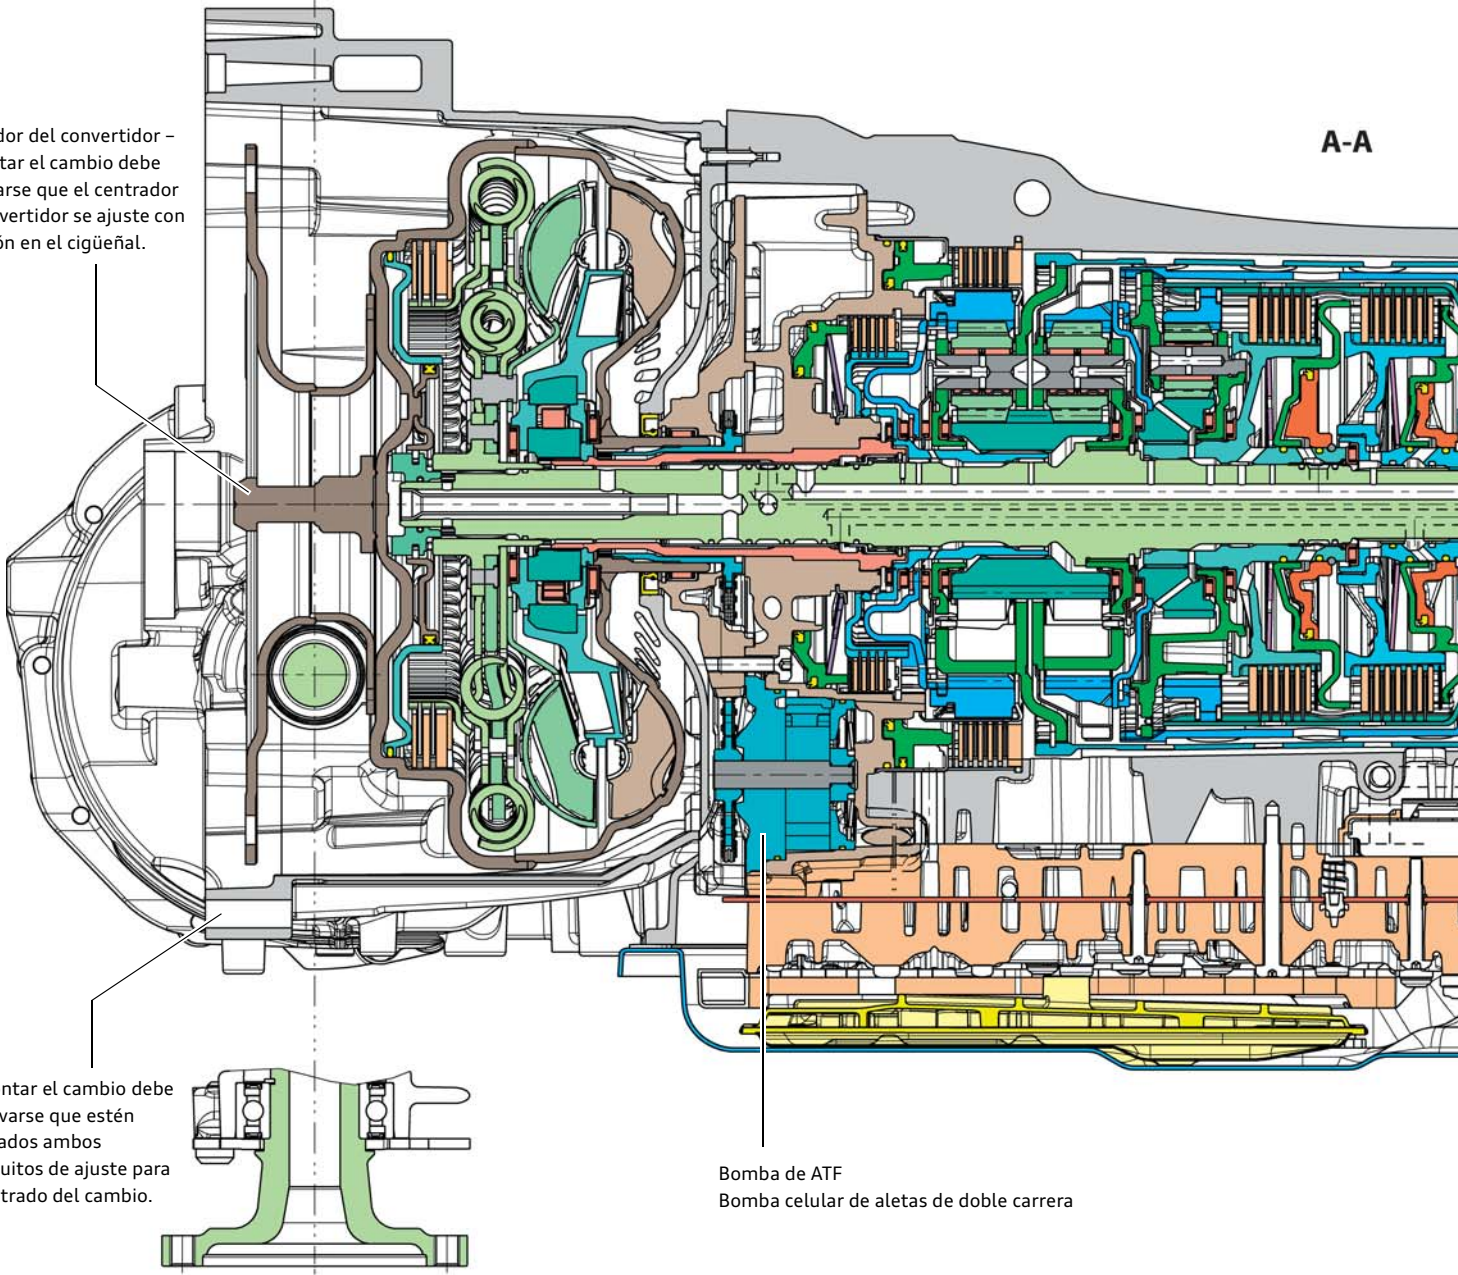 dor del convertidor –
tar el cambio debe
arse que el centrador
vertidor se ajuste con
ón en el cigüeñal.
A-A
ntar el cambio debe
varse que estén
ados ambos
uitos de ajuste para
trado del cambio.
Bomba de ATF
Bomba celular de aletas de doble carrera